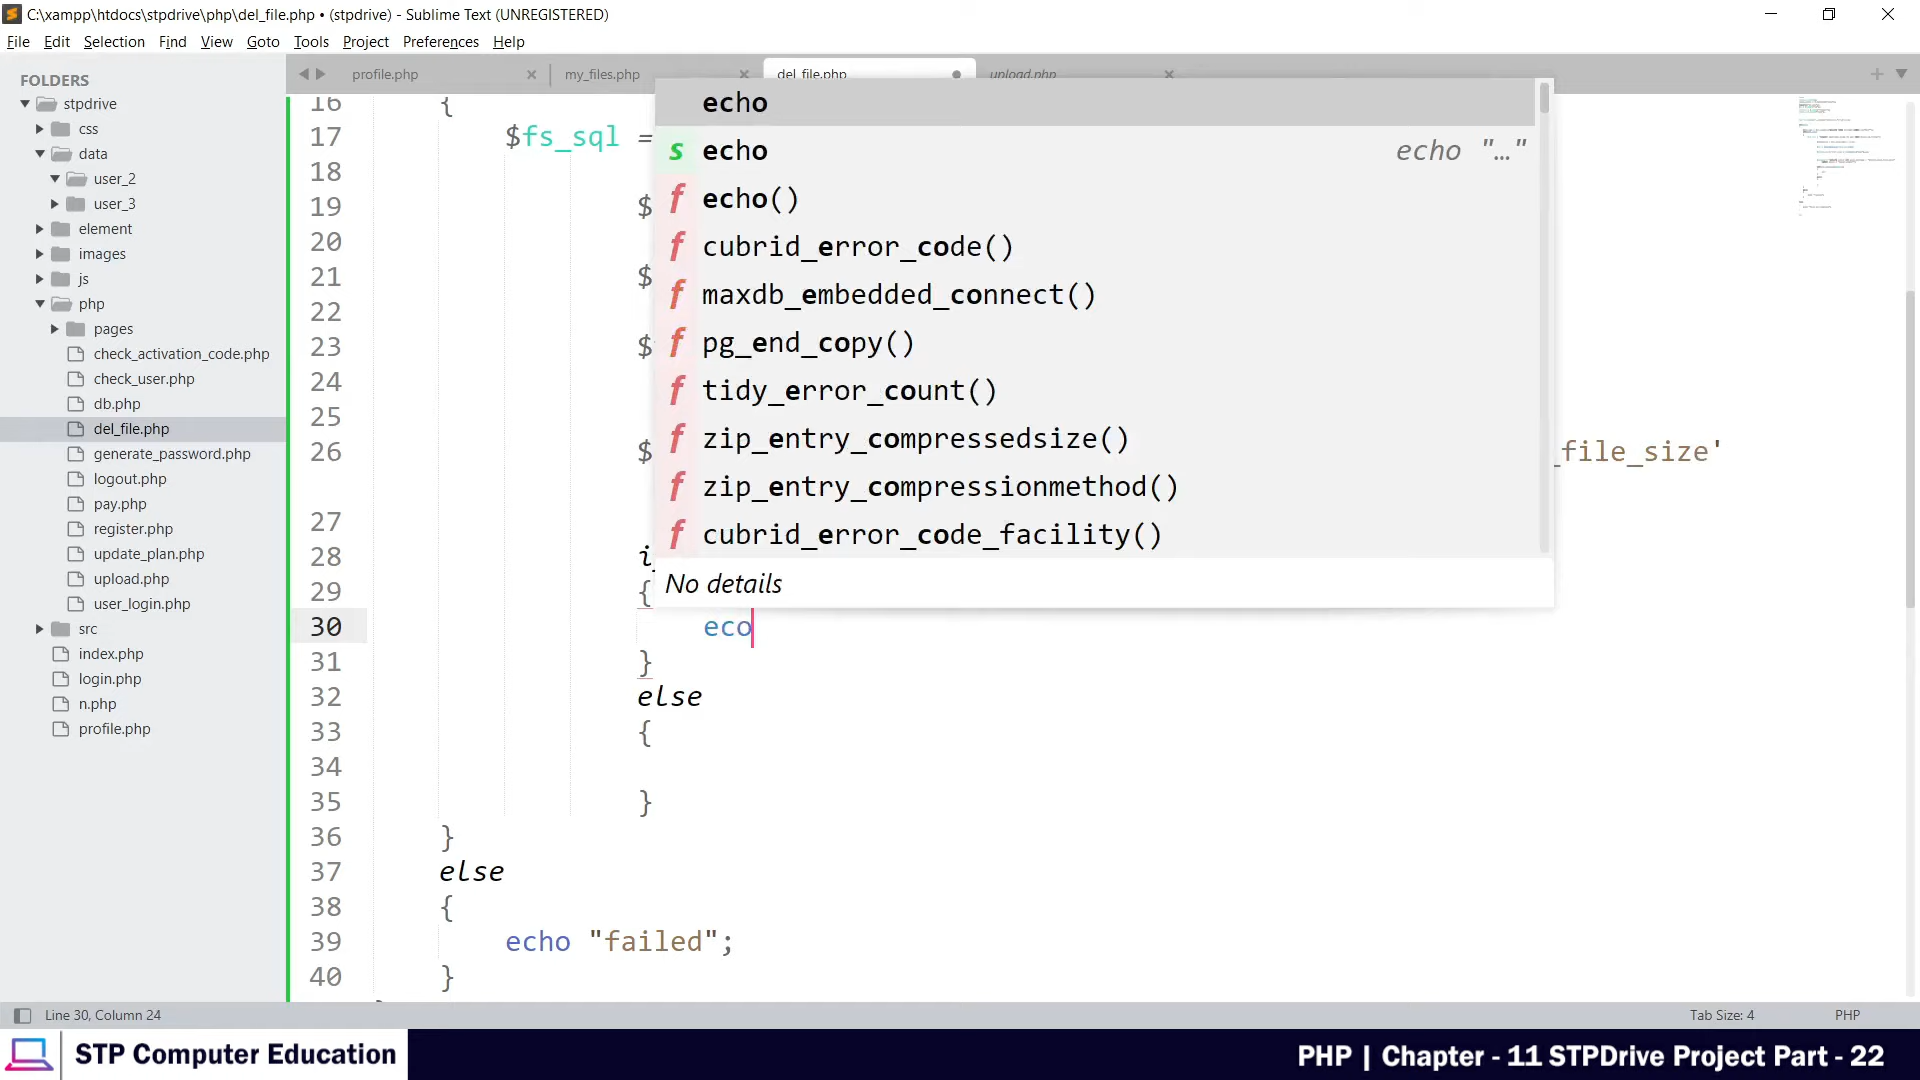 C:\xampp\htdocs\stpdrive\php\del_file.php • (stpdrive) - Sublime Text (UNREGISTERED)
File Edit Selection Find View Goto Tools Project Preferences Help
FOLDERS
stpdrive
css
data
user_2
user_3
element
images
js
php
pages
check_activation_code.php
check_user.php
db.php
del_file.php
generate_password.php
logout.php
pay.php
register.php
update_plan.php
upload.php
user_login.php
src
index.php
login.php
n.php
profile.php
profile.php my_files.php del_file.php upload.php
16 {
17 $fs_sql =
18
19 $
20
21 $
22
23 $
24
25
26 $ _file_size'
27
28 i
29 {
30 eco
31 }
32 else
33 {
34
35 }
36 }
37 else
38 {
39 echo "failed";
40 }
echo
s echo echo "…"
f echo()
f cubrid_error_code()
f maxdb_embedded_connect()
f pg_end_copy()
f tidy_error_count()
f zip_entry_compressedsize()
f zip_entry_compressionmethod()
f cubrid_error_code_facility()
No details
Line 30, Column 24 Tab Size: 4 PHP
STP Computer Education
PHP | Chapter - 11 STPDrive Project Part - 22